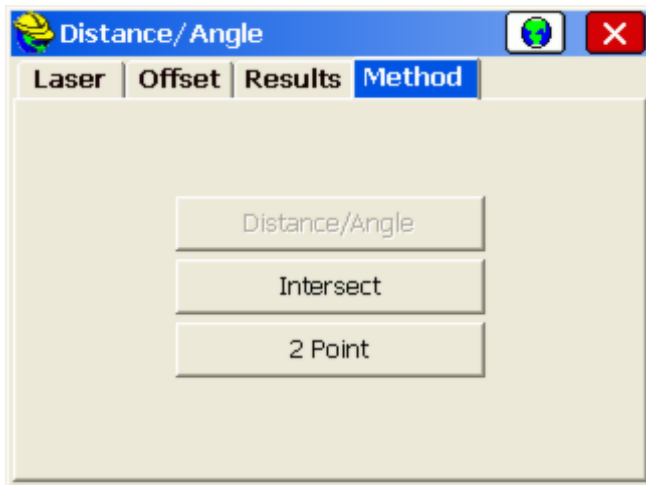 Distance/Angle
Laser Offset Results Method
Distance/Angle
Intersect
2 Point